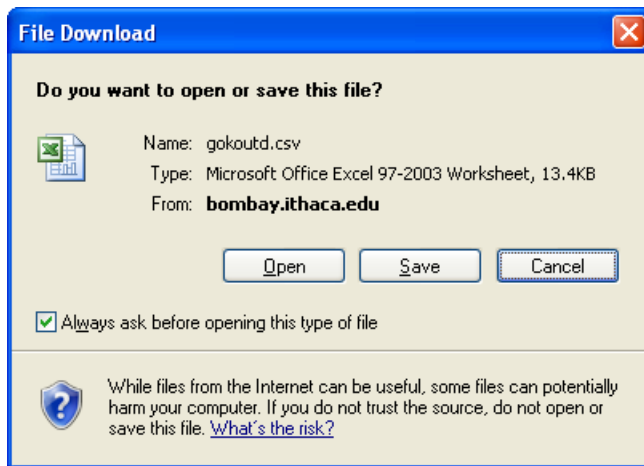 File Download
Do you want to open or save this file?
Name: gokoutd.csv
Type: Microsoft Office Excel 97-2003 Worksheet, 13.4KB
From: bombay.ithaca.edu
Open Save Cancel
Always ask before opening this type of file
While files from the Internet can be useful, some files can potentially
harm your computer. If you do not trust the source, do not open or
save this file. What's the risk?